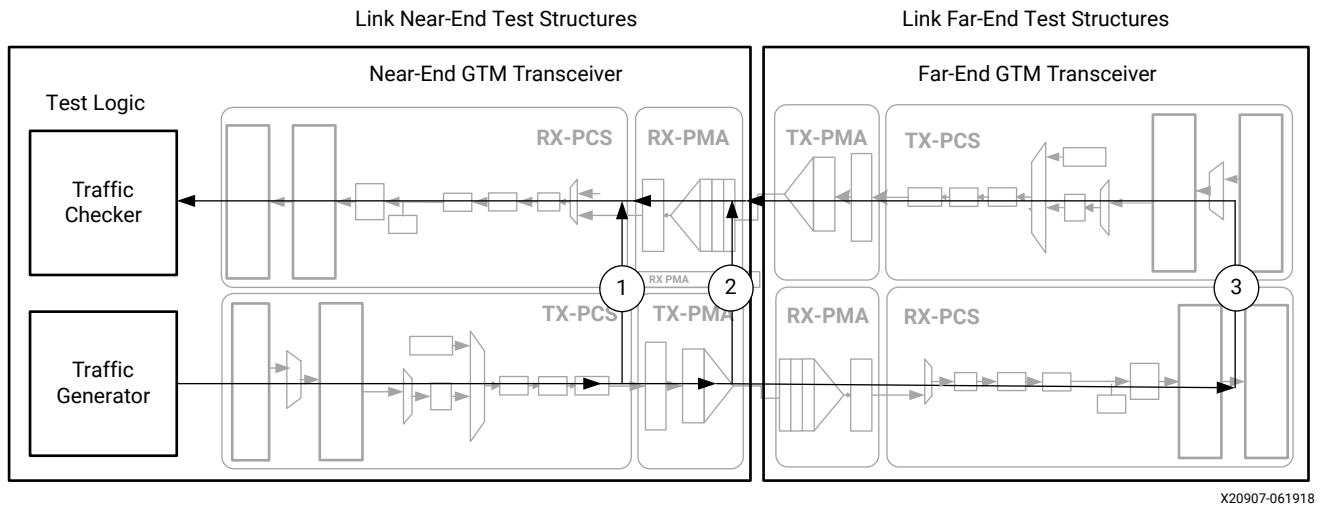 Link Near-End Test Structures
Link Far-End Test Structures
Near-End GTM Transceiver
Far-End GTM Transceiver
Test Logic
RX-PCS
RX-PMA
TX-PMA
TX-PCS
Traffic
Checker
RX PMA
1
2
3
TX-PCS
TX-PMA
RX-PMA
RX-PCS
Traffic
Generator
X20907-061918